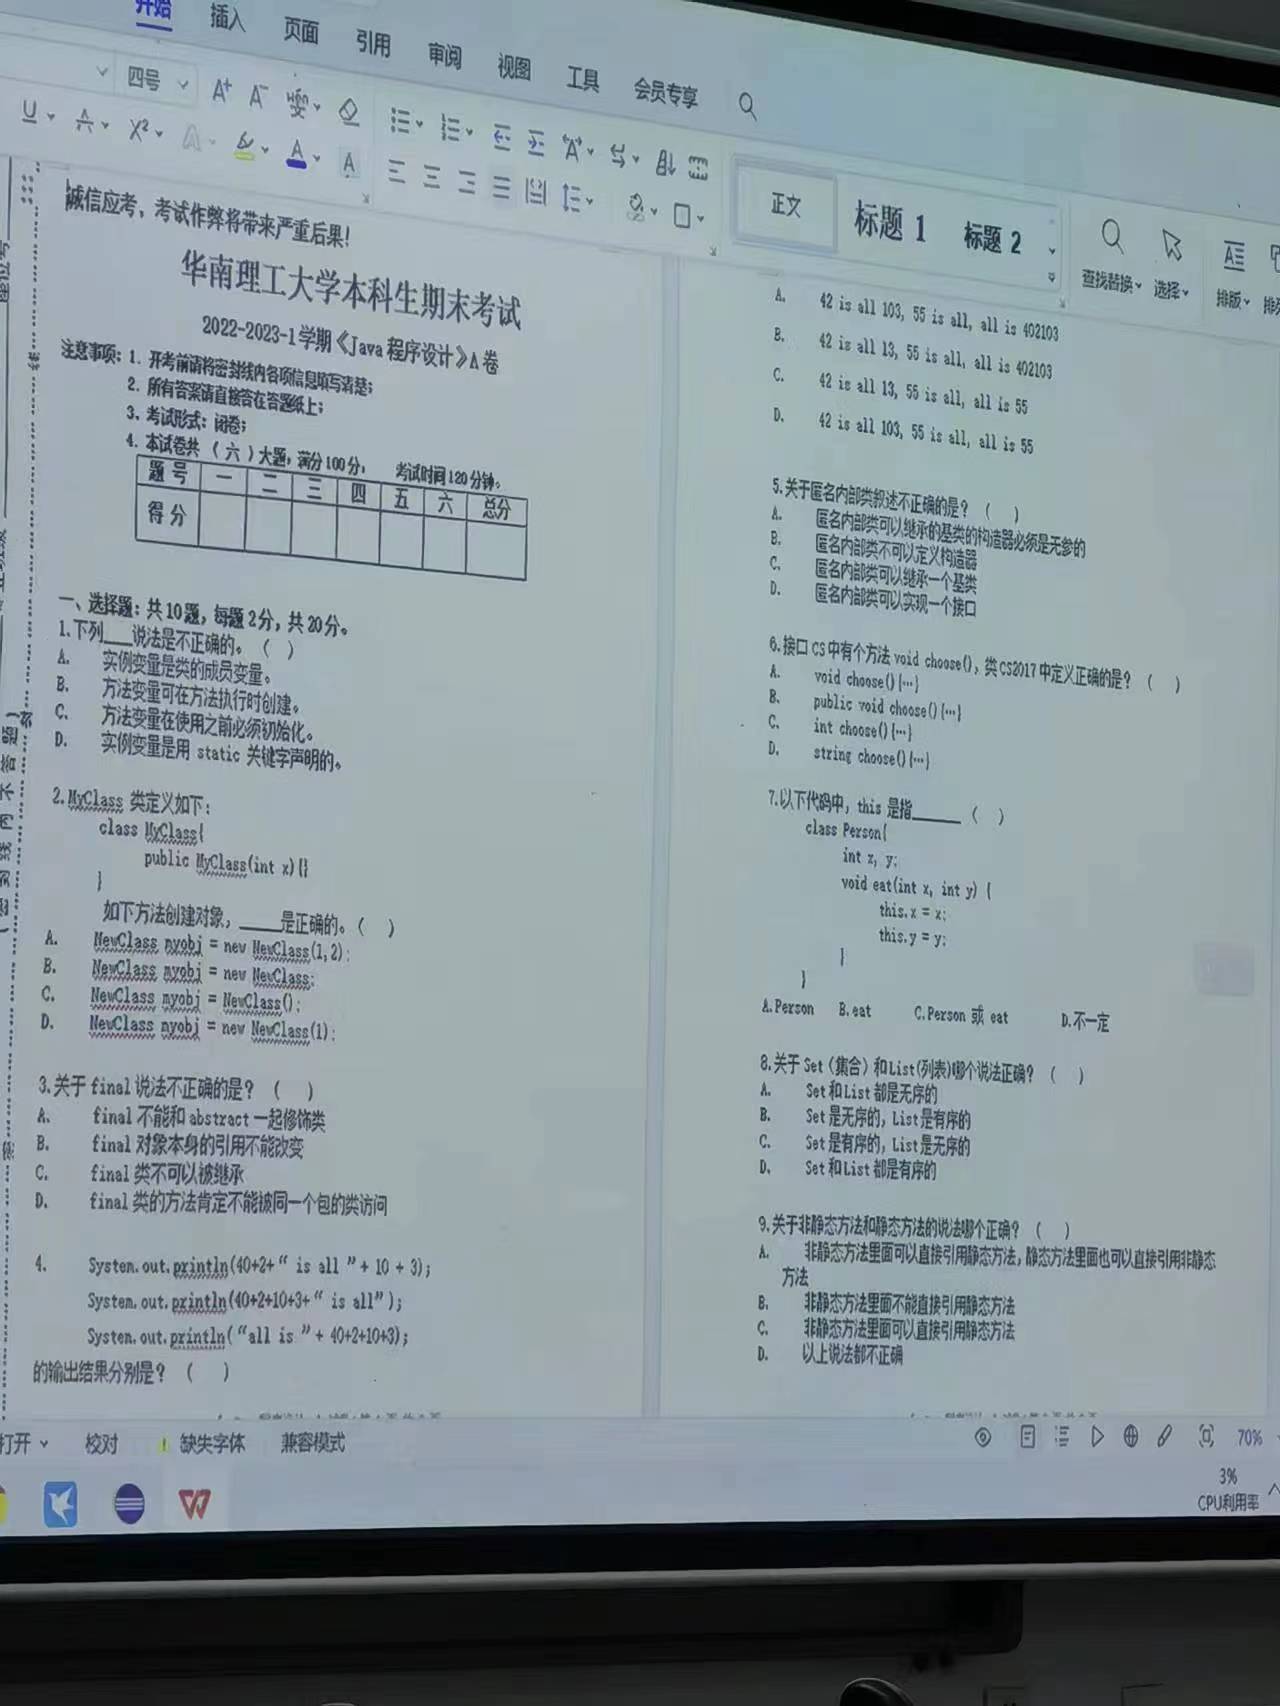 开始 插入 页面 引用 审阅 视图 工具 会员专享
四号
正文 标题 1 标题 2 查找替换 选择 排版
诚信应考，考试作弊将带来严重后果！
华南理工大学本科生期末考试
2022-2023-1学期《Java 程序设计》A卷
注意事项：1. 开考前请将密封线内各项信息填写清楚；
2. 所有答案请直接答在答题纸上；
3. 考试形式：闭卷；
4. 本试卷共（六）大题，满分100分，考试时间120分钟。
题号 一 二 三 四 五 六 总分
得分
一、选择题：共10题，每题2分，共20分。
1.下列___说法是不正确的。（ ）
A. 实例变量是类的成员变量。
B. 方法变量可在方法执行时创建。
C. 方法变量在使用之前必须初始化。
D. 实例变量是用 static 关键字声明的。
2.MyClass 类定义如下：
class MyClass{
public MyClass(int x){}
}
如下方法创建对象，____是正确的。（ ）
A. NewClass myobj = new NewClass(1,2);
B. NewClass myobj = new NewClass;
C. NewClass myobj = NewClass();
D. NewClass myobj = new NewClass(1);
3.关于 final 说法不正确的是？（ ）
A. final 不能和 abstract 一起修饰类
B. final 对象本身的引用不能改变
C. final 类不可以被继承
D. final 类的方法肯定不能被同一个包的类访问
4. System.out.println(40+2+“ is all ”+ 10 + 3);
System.out.println(40+2+10+3+“ is all”);
System.out.println(“all is ”+ 40+2+10+3);
的输出结果分别是？（ ）
A. 42 is all 103, 55 is all, all is 402103
B. 42 is all 13, 55 is all, all is 402103
C. 42 is all 13, 55 is all, all is 55
D. 42 is all 103, 55 is all, all is 55
5.关于匿名内部类叙述不正确的是？（ ）
A. 匿名内部类可以继承的基类的构造器必须是无参的
B. 匿名内部类不可以定义构造器
C. 匿名内部类可以继承一个基类
D. 匿名内部类可以实现一个接口
6.接口 CS 中有个方法 void choose()，类 CS2017 中定义正确的是？（ ）
A. void choose(){…}
B. public void choose(){…}
C. int choose(){…}
D. string choose(){…}
7.以下代码中，this 是指_____（ ）
class Person{
int x, y;
void eat(int x, int y) {
this.x = x;
this.y = y;
}
}
A.Person B.eat C.Person 或 eat D.不一定
8.关于 Set（集合）和List(列表)哪个说法正确？（ ）
A. Set 和 List 都是无序的
B. Set 是无序的，List 是有序的
C. Set 是有序的，List 是无序的
D. Set 和 List 都是有序的
9.关于非静态方法和静态方法的说法哪个正确？（ ）
A. 非静态方法里面可以直接引用静态方法，静态方法里面也可以直接引用非静态
方法
B. 非静态方法里面不能直接引用静态方法
C. 非静态方法里面可以直接引用静态方法
D. 以上说法都不正确
打开 校对 缺失字体 兼容模式 70%
3%
CPU利用率